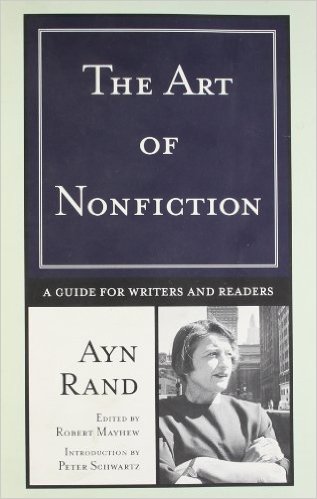 THE ART
OF
NONFICTION
A GUIDE FOR WRITERS AND READERS
AYN
RAND
EDITED BY
ROBERT MAYHEW
INTRODUCTION BY
PETER SCHWARTZ